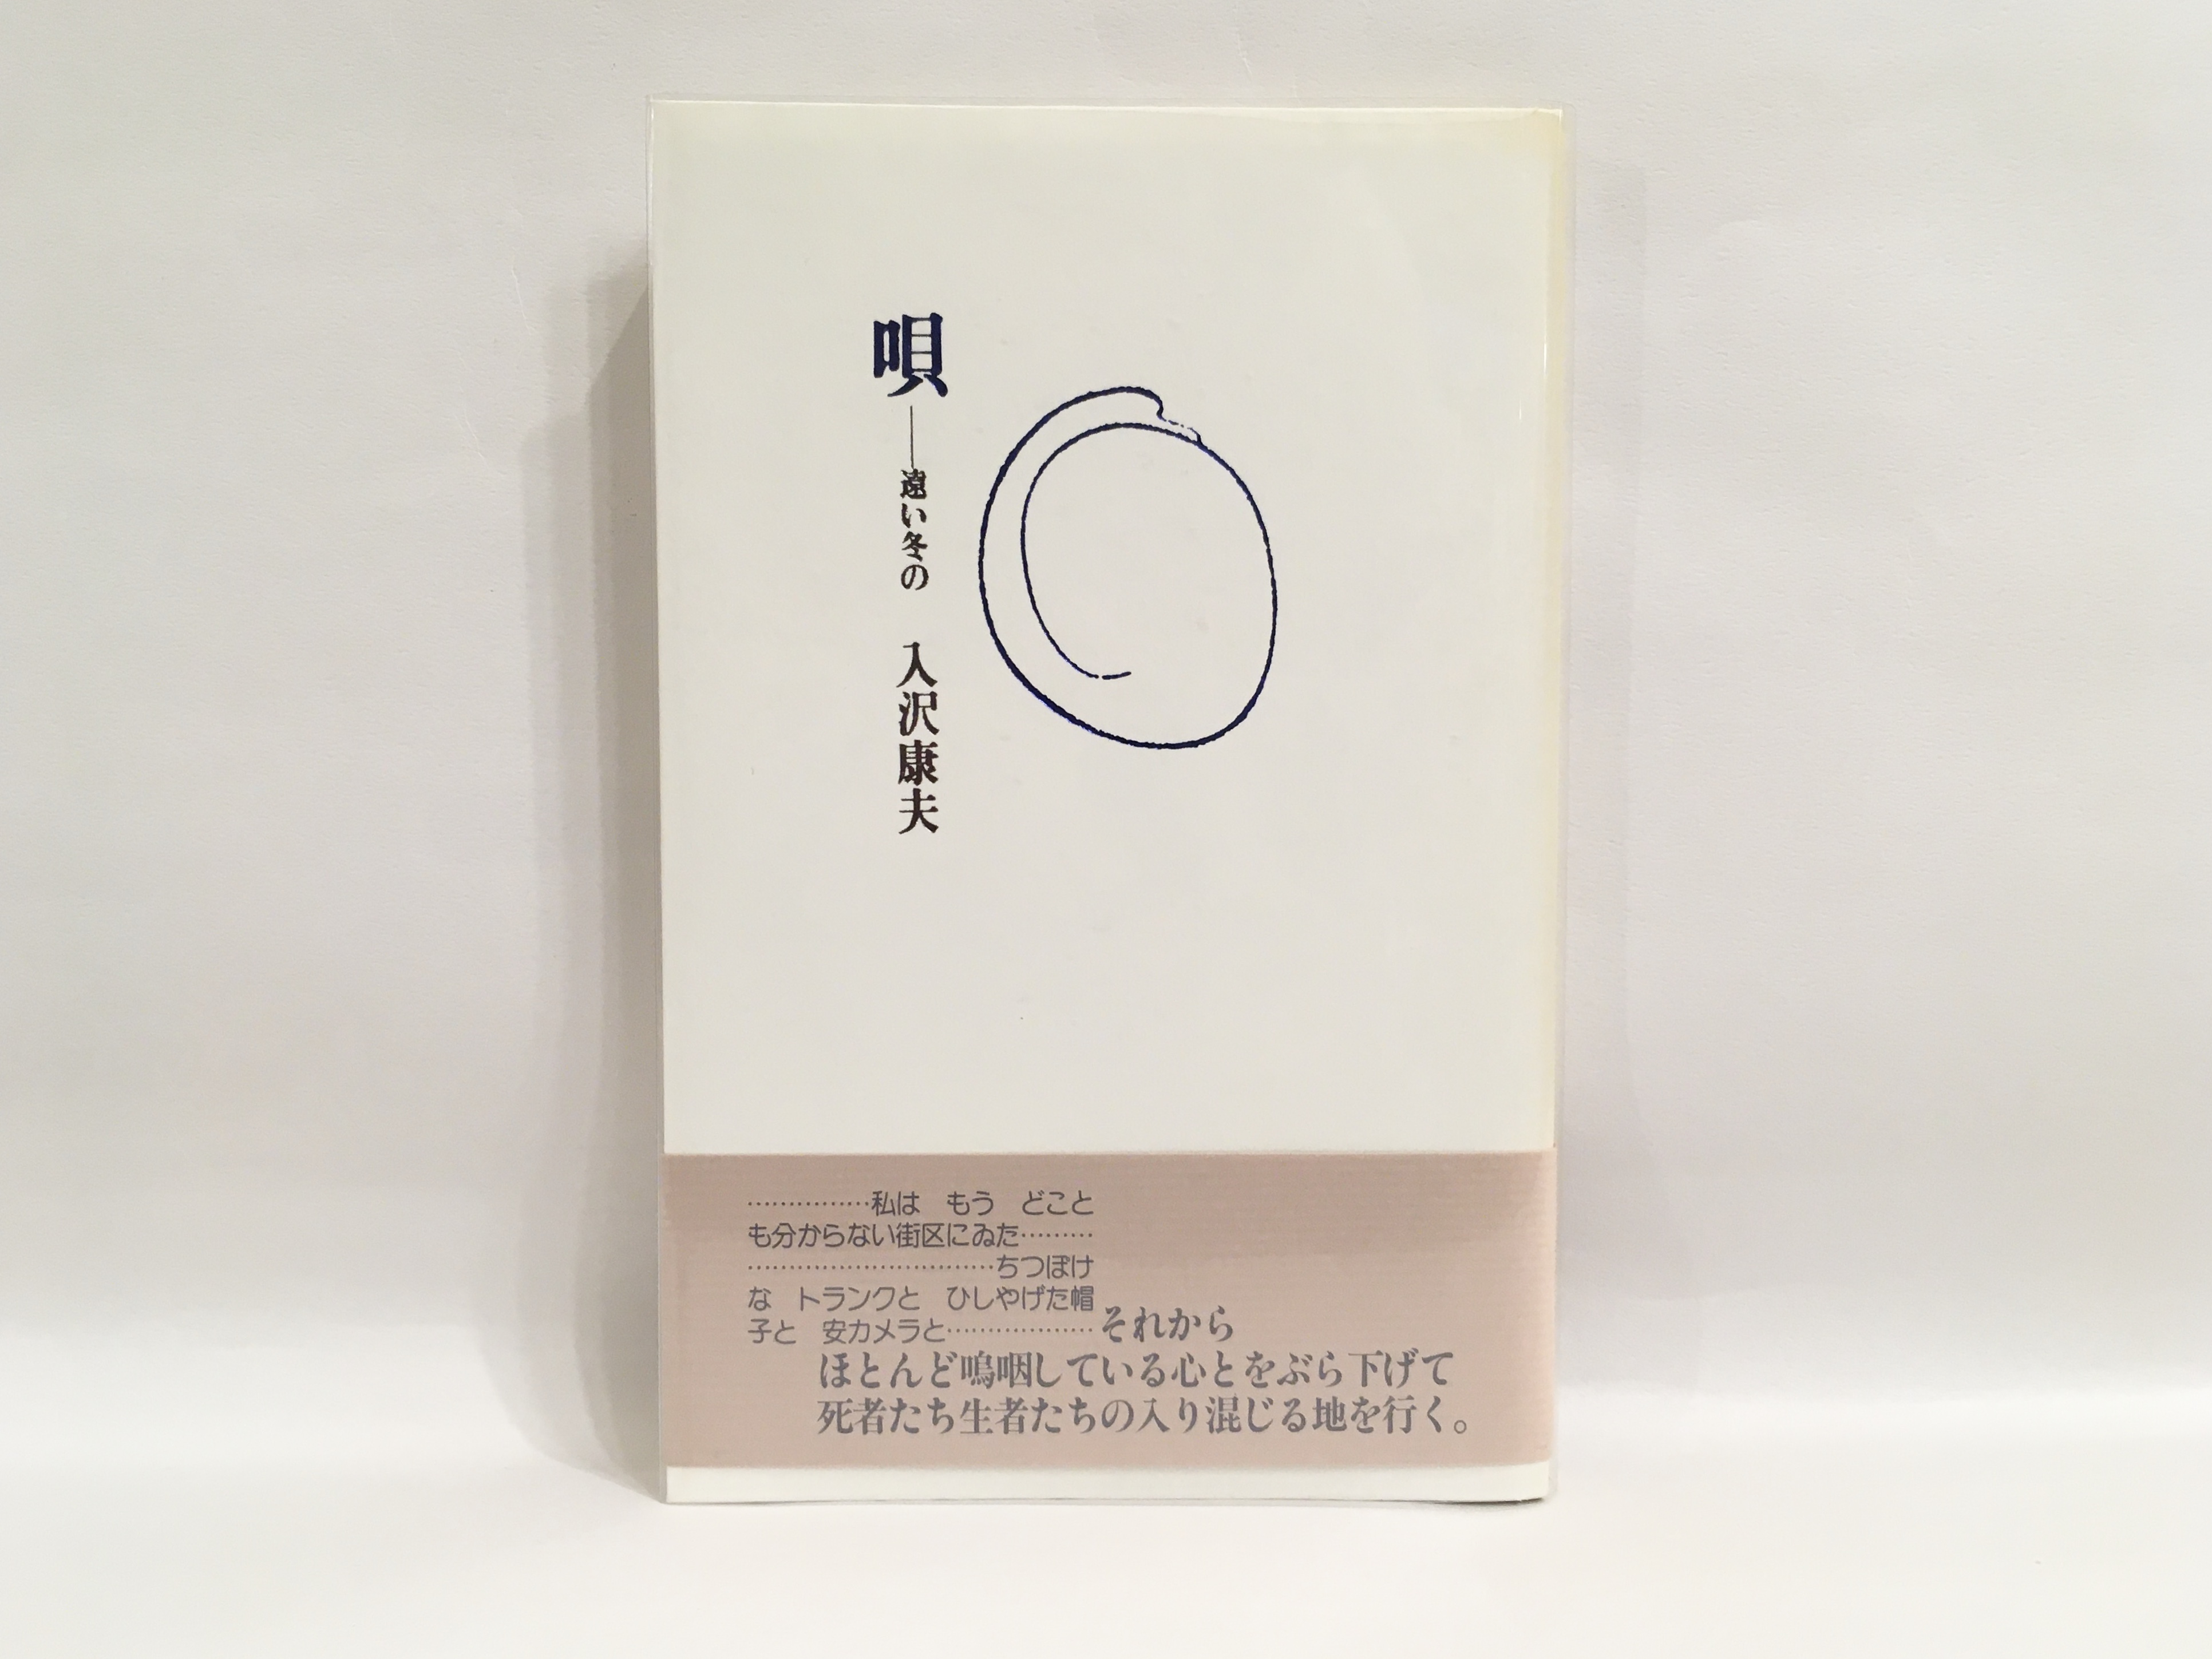 唄――遠い冬の　入沢康夫
……………私は　もう　どこと
も分からない街区にゐた………
……………………………ちつぽけ
な　トランクと　ひしやげた帽
子と　安カメラと………………それから
ほとんど嗚咽している心とをぶら下げて
死者たち生者たちの入り混じる地を行く。